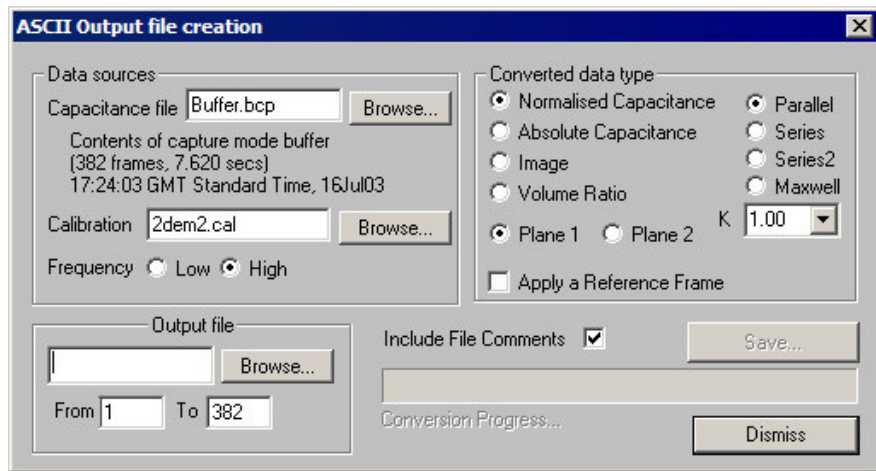 ASCII Output file creation
Data sources
Capacitance file Buffer.bcp Browse...
Contents of capture mode buffer
(382 frames, 7.620 secs)
17:24:03 GMT Standard Time, 16Jul03
Calibration 2dem2.cal Browse...
Frequency Low High
Converted data type
Normalised Capacitance Parallel
Absolute Capacitance Series
Image Series2
Volume Ratio Maxwell
Plane 1 Plane 2 K 1.00
Apply a Reference Frame
Output file
Browse...
From 1 To 382
Include File Comments Save...
Conversion Progress...
Dismiss